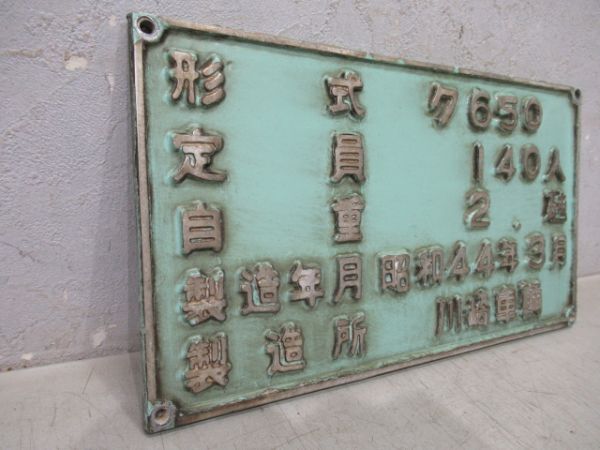 形式 ク650
定員 140人
自重 2
製造年月 昭和44年3月
製造所 川崎車輛